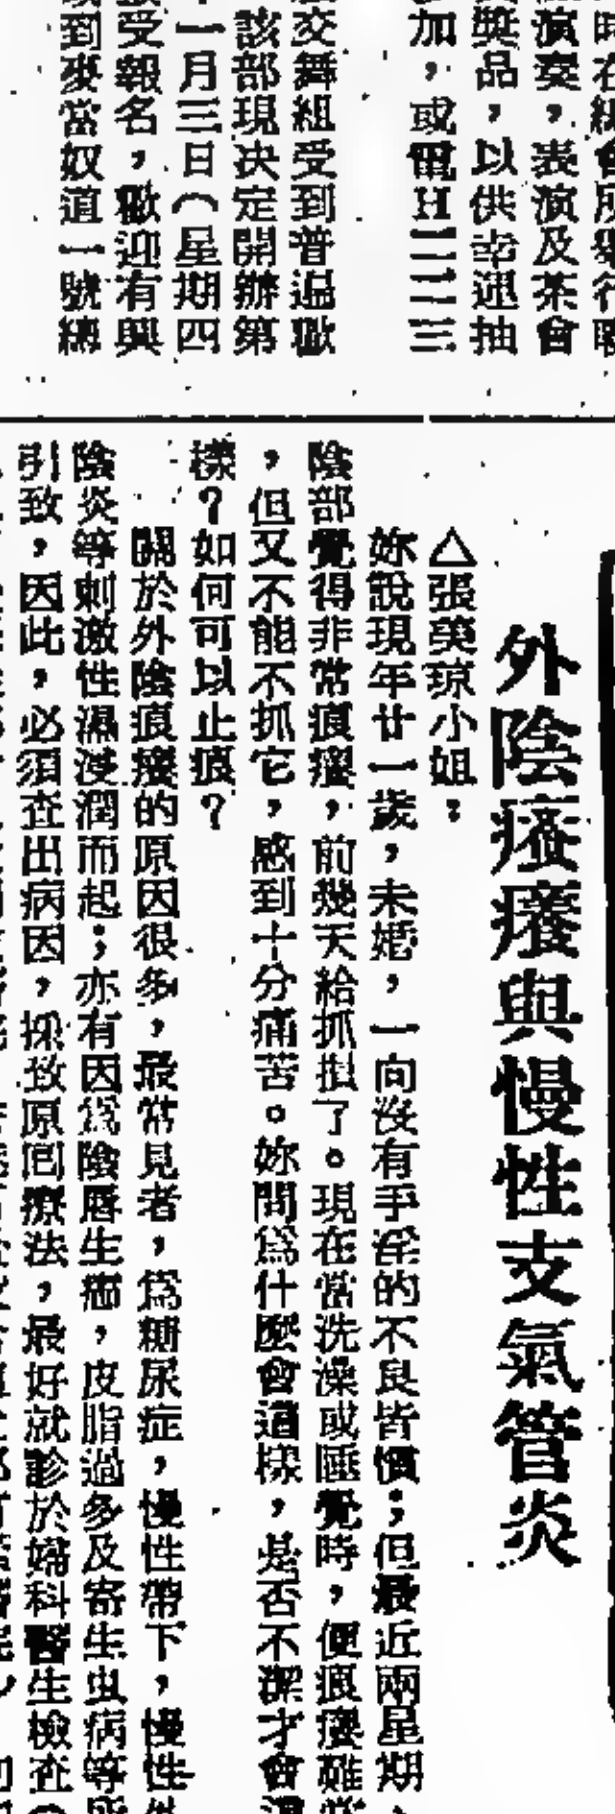 加，或電H二二三
交舞組受到普遍歡
該部現決定開辦第
一月三日（星期四
受報名，歡迎有興
到麥當奴道一號總
演奏，表演及茶會
獎品，以供幸運抽
外陰痕癢與慢性支氣管炎
△張美琼小姐：
妳說現年廿一歲，未婚，一向沒有手淫的不良習慣；但最近兩星期，
陰部覺得非常痕癢，前幾天給抓損了。現在當洗澡或睡覺時，便痕癢難當
，但又不能不抓它，感到十分痛苦。妳問爲什麽會這樣，是否不潔才會這
樣？如何可以止痕？
關於外陰痕癢的原因很多，最常見者，爲糖尿症，慢性帶下，慢性外
陰炎等刺激性濕浸潤而起；亦有因爲陰唇生瘤，皮脂過多及寄生虫病等所
引致，因此，必須查出病因，採致原因療法，最好就診於婦科醫生檢查。